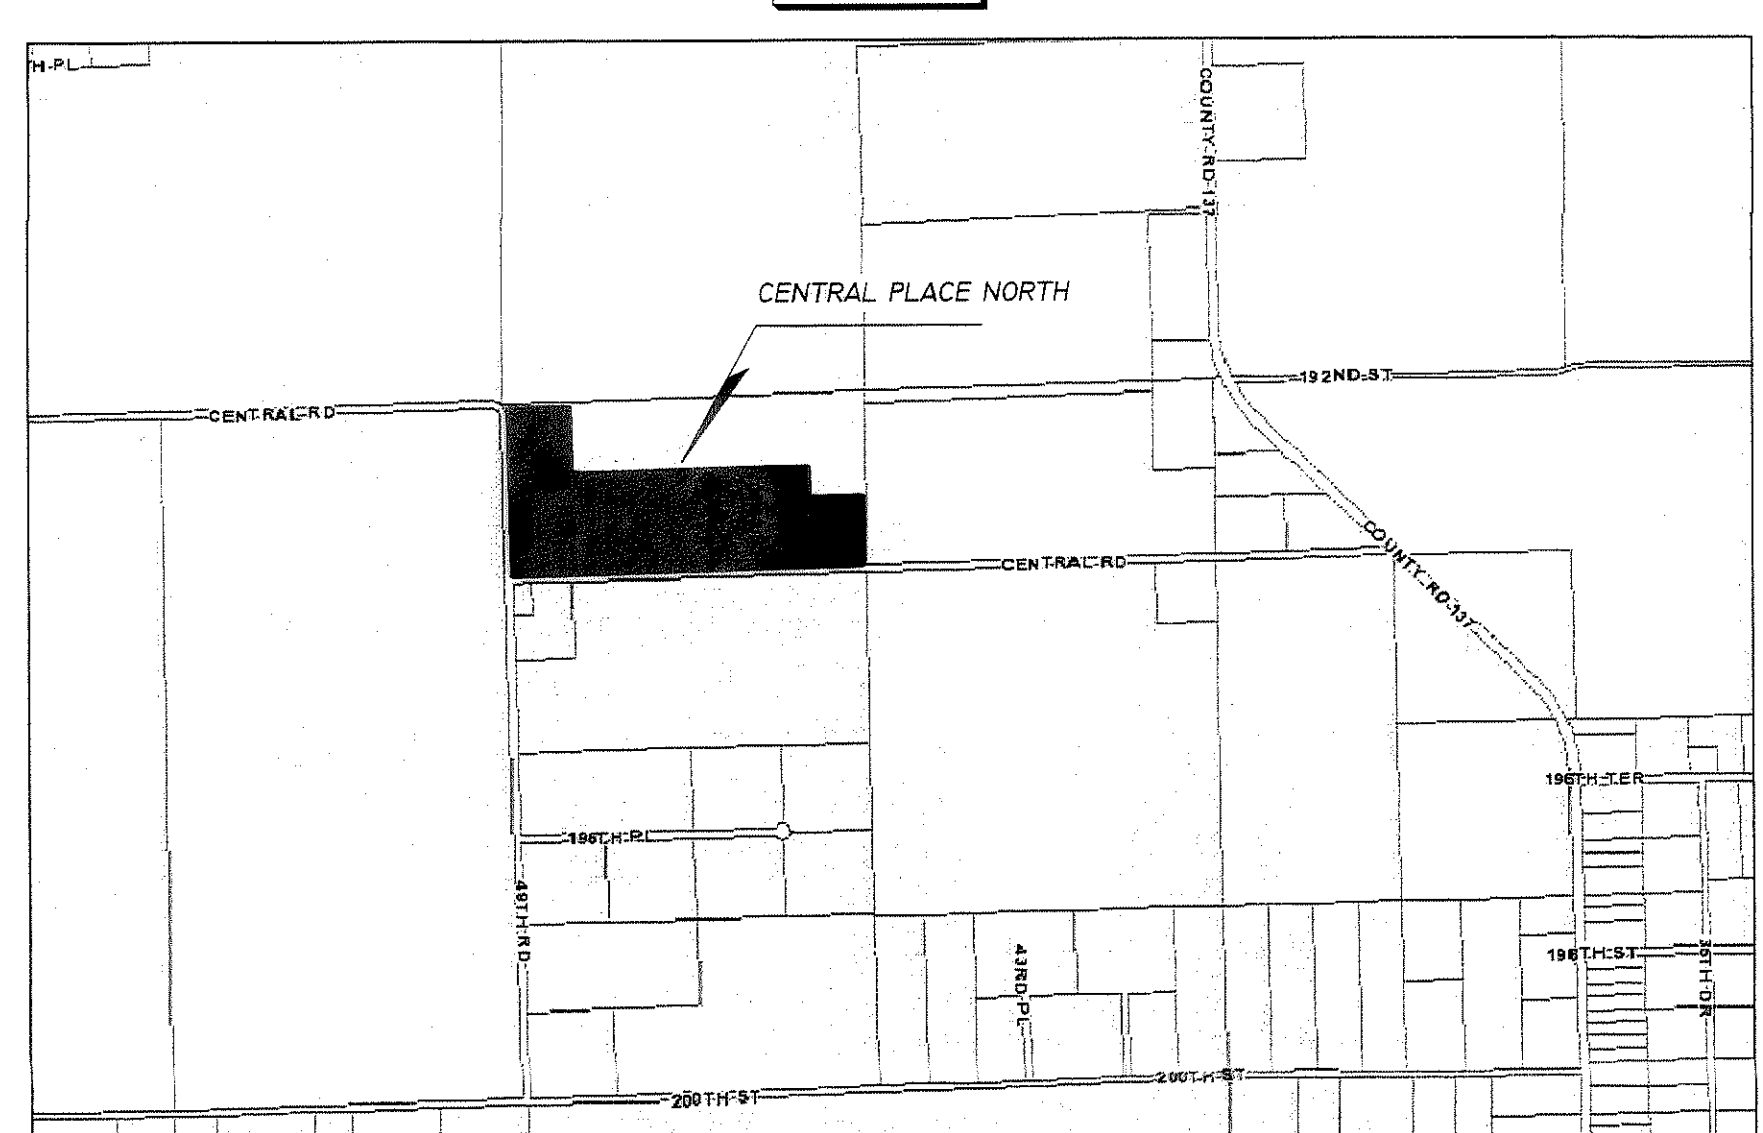 H-PL
COUNTY-RD-137
CENTRAL PLACE NORTH
192ND-ST
CENTRAL-RD
CENTRAL-RD
COUNTY-RD-137
196TH-TER
196TH-PL
49TH-RD
43RD-PL
198TH-ST
35TH-DR
200TH-ST
200TH-ST